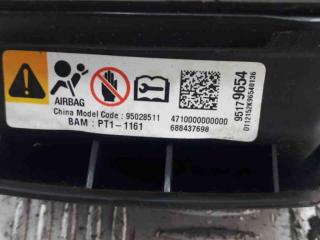 AIRBAG
China Model Code : 95028511
BAM : PT1-1161
4710000000000
688437698
95179654